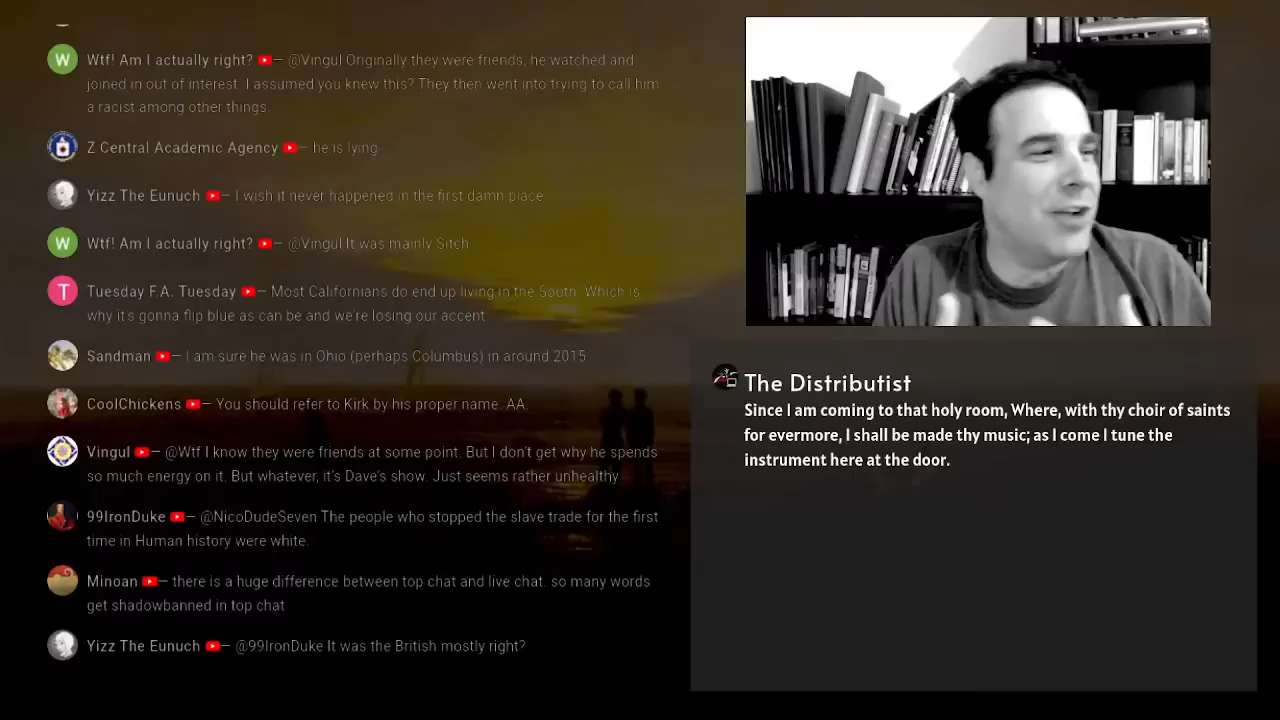 W Wtf! Am I actually right? — @Vingul Originally they were friends, he watched and
joined in out of interest. I assumed you knew this? They then went into trying to call him
a racist among other things.
Z Central Academic Agency — he is lying
Yizz The Eunuch — I wish it never happened in the first damn place
W Wtf! Am I actually right? — @Vingul It was mainly Sitch
T Tuesday F.A. Tuesday — Most Californians do end up living in the South. Which is
why it's gonna flip blue as can be and we're losing our accent
Sandman — I am sure he was in Ohio (perhaps Columbus) in around 2015
CoolChickens — You should refer to Kirk by his proper name. AA.
Vingul — @Wtf I know they were friends at some point. But I don't get why he spends
so much energy on it. But whatever, it's Dave's show. Just seems rather unhealthy
99IronDuke — @NicoDudeSeven The people who stopped the slave trade for the first
time in Human history were white.
Minoan — there is a huge difference between top chat and live chat. so many words
get shadowbanned in top chat
Yizz The Eunuch — @99IronDuke It was the British mostly right?
The Distributist
Since I am coming to that holy room, Where, with thy choir of saints
for evermore, I shall be made thy music; as I come I tune the
instrument here at the door.